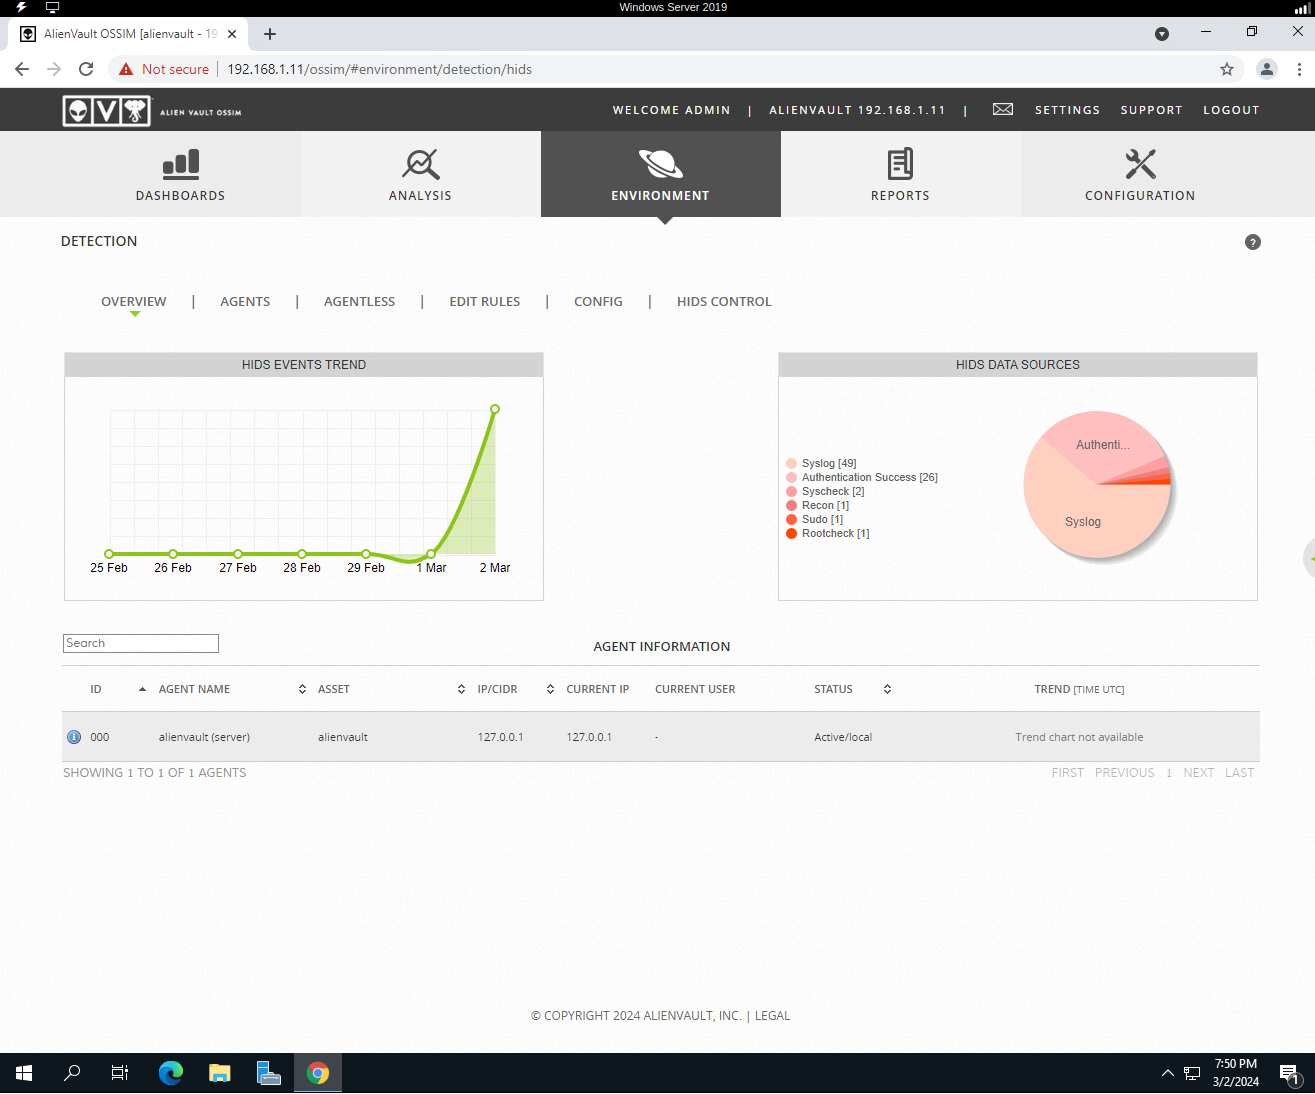 Windows Server 2019
AlienVault OSSIM [alienvault - 19
Not secure 192.168.1.11/ossim/#environment/detection/hids
ALIEN VAULT OSSIM WELCOME ADMIN | ALIENVAULT 192.168.1.11 | SETTINGS SUPPORT LOGOUT
DASHBOARDS ANALYSIS ENVIRONMENT REPORTS CONFIGURATION
DETECTION
?
OVERVIEW | AGENTS | AGENTLESS | EDIT RULES | CONFIG | HIDS CONTROL
HIDS EVENTS TREND
25 Feb 26 Feb 27 Feb 28 Feb 29 Feb 1 Mar 2 Mar
HIDS DATA SOURCES
Syslog [49]
Authentication Success [26]
Syscheck [2]
Recon [1]
Sudo [1]
Rootcheck [1]
Authenti...
Syslog
Search
AGENT INFORMATION
ID AGENT NAME ASSET IP/CIDR CURRENT IP CURRENT USER STATUS TREND [TIME UTC]
000 alienvault (server) alienvault 127.0.0.1 127.0.0.1 - Active/local Trend chart not available
SHOWING 1 TO 1 OF 1 AGENTS FIRST PREVIOUS 1 NEXT LAST
© COPYRIGHT 2024 ALIENVAULT, INC. | LEGAL
7:50 PM
3/2/2024
1